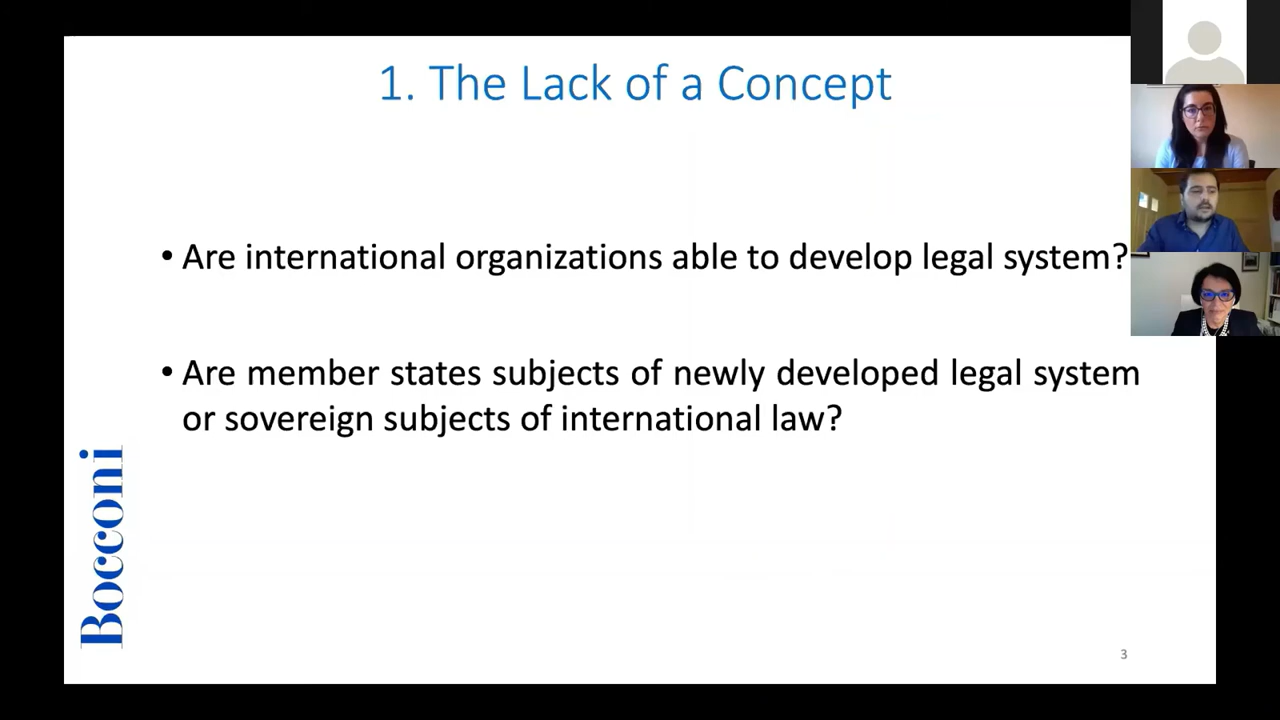 1. The Lack of a Concept
• Are international organizations able to develop legal system?
• Are member states subjects of newly developed legal system
or sovereign subjects of international law?
Bocconi
3